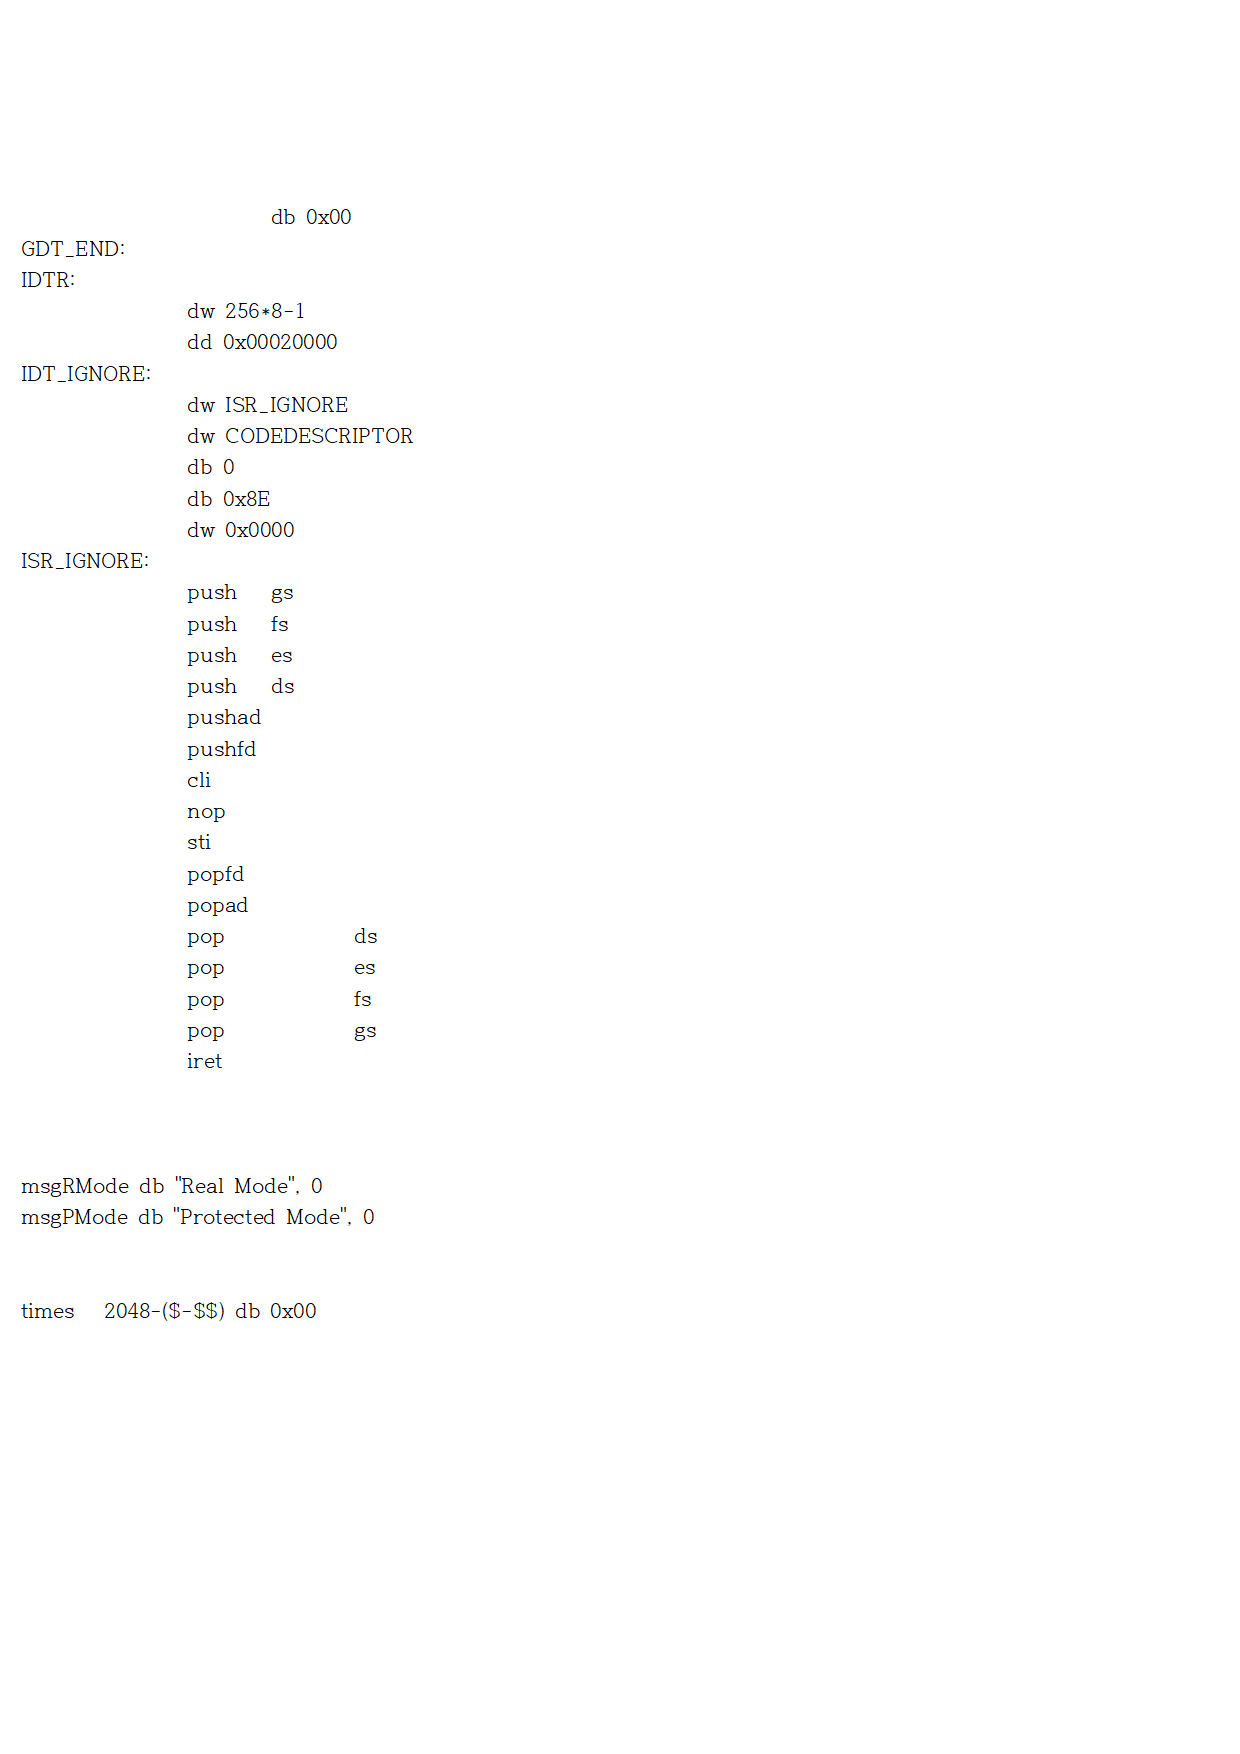 db 0x00
GDT_END:
IDTR:
dw 256*8-1
dd 0x00020000
IDT_IGNORE:
dw ISR_IGNORE
dw CODEDESCRIPTOR
db 0
db 0x8E
dw 0x0000
ISR_IGNORE:
push gs
push fs
push es
push ds
pushad
pushfd
cli
nop
sti
popfd
popad
pop ds
pop es
pop fs
pop gs
iret
msgRMode db "Real Mode", 0
msgPMode db "Protected Mode", 0
times 2048-($-$$) db 0x00